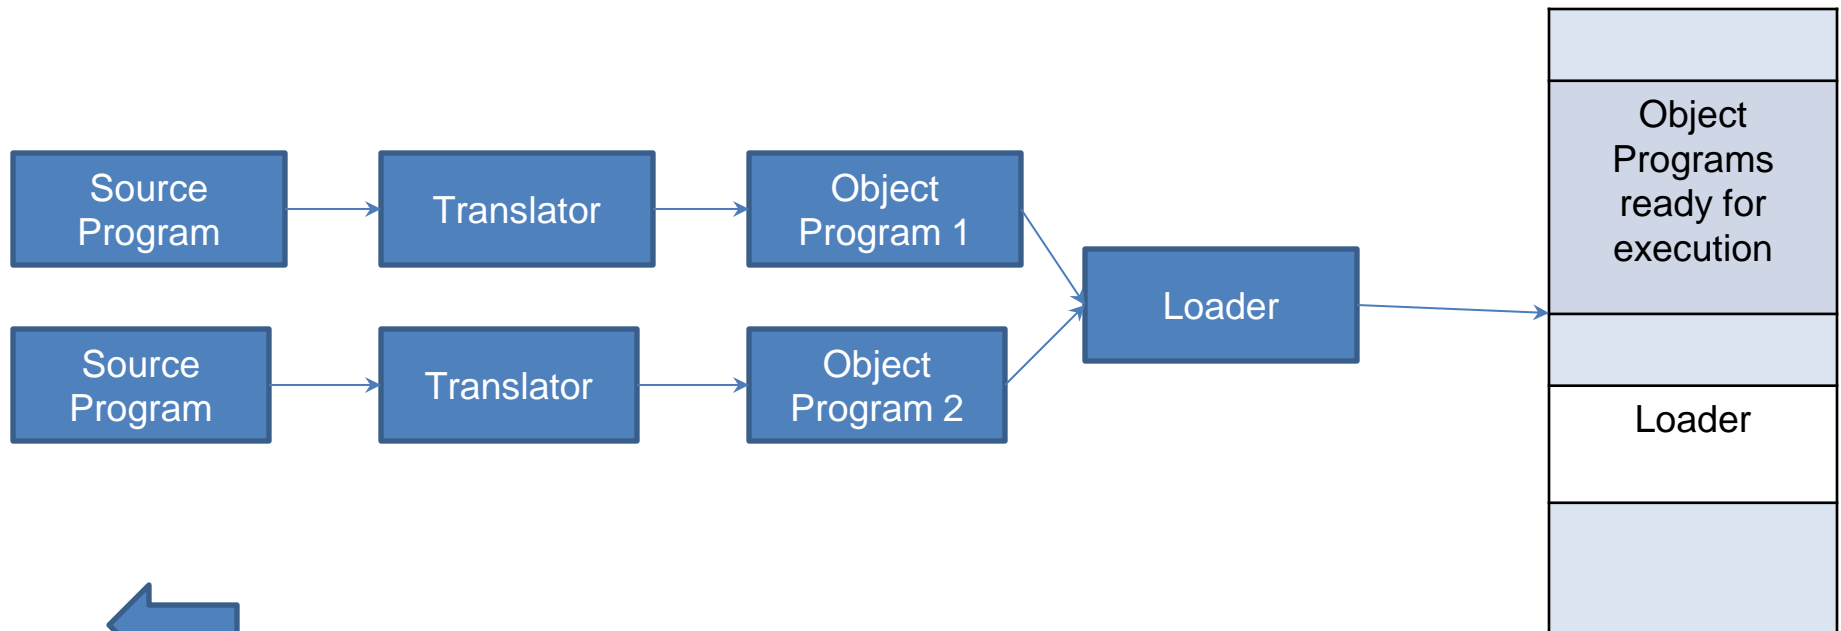 Source
Program
Translator
Object
Program 1
Source
Program
Translator
Object
Program 2
Loader
Object
Programs
ready for
execution
Loader